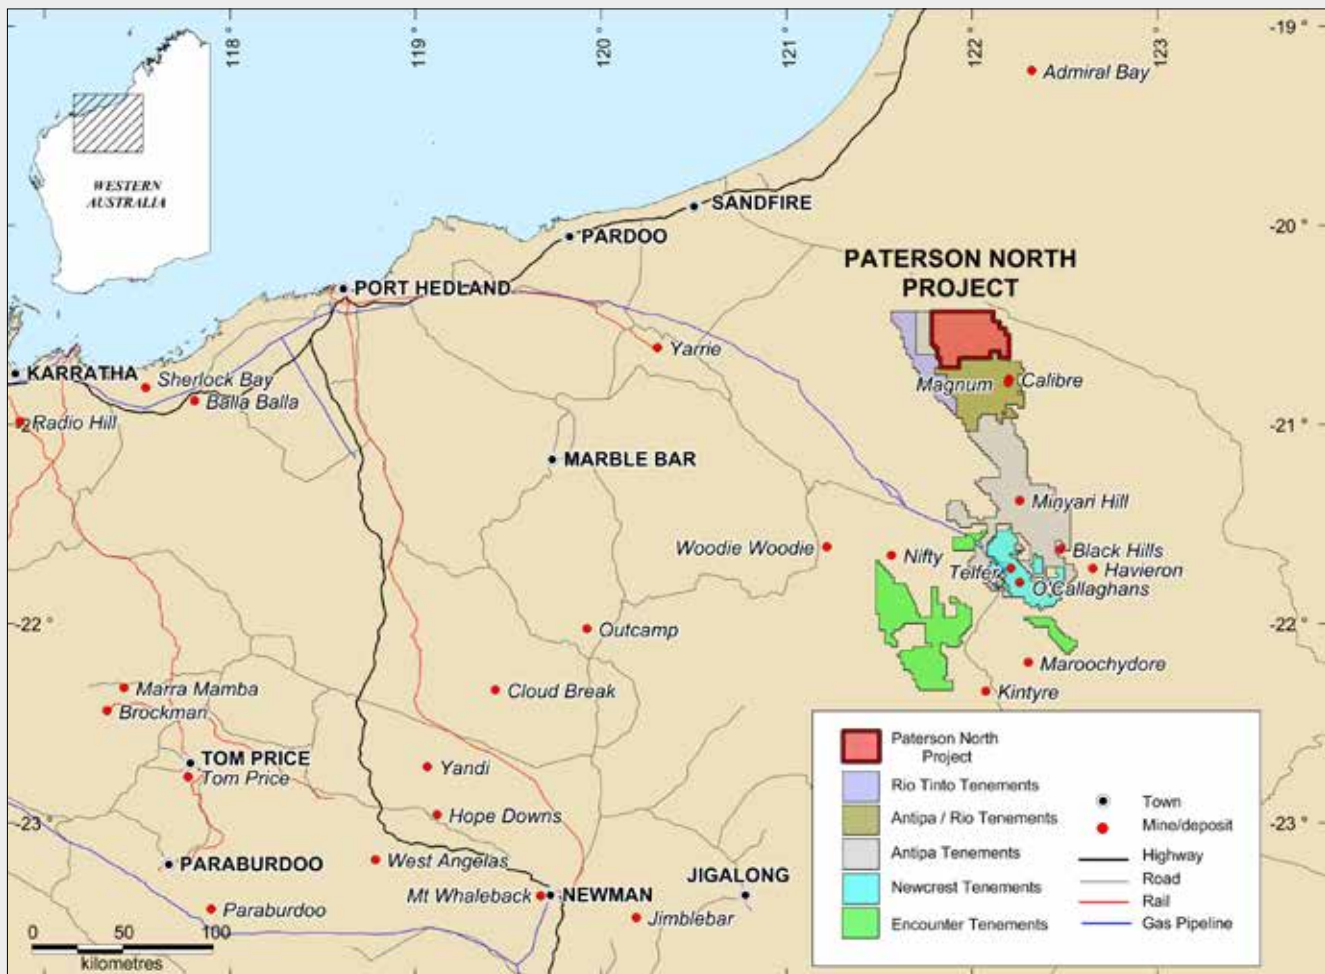 118
119
120
121
122
123
-19°
Admiral Bay
WESTERN
AUSTRALIA
SANDFIRE
-20°
PARDOO
PATERSON NORTH
PROJECT
PORT HEDLAND
Yarrie
KARRATHA
Sherlock Bay
Balla Balla
Magnum
Calibre
Radio Hill
-21°
MARBLE BAR
Minyari Hill
Woodie Woodie
Nifty
Black Hills
Telfer
Havieron
O'Callaghans
-22°
-22°
Outcamp
Maroochydore
Marra Mamba
Cloud Break
Kintyre
Brockman
TOM PRICE
Tom Price
Yandi
Hope Downs
-23°
-23°
PARABURDOO
West Angelas
JIGALONG
Mt Whaleback
NEWMAN
Paraburdoo
Jimblebar
0 50 100
kilometres
Paterson North
Project
Rio Tinto Tenements
Antipa / Rio Tenements
Antipa Tenements
Newcrest Tenements
Encounter Tenements
Town
Mine/deposit
Highway
Road
Rail
Gas Pipeline